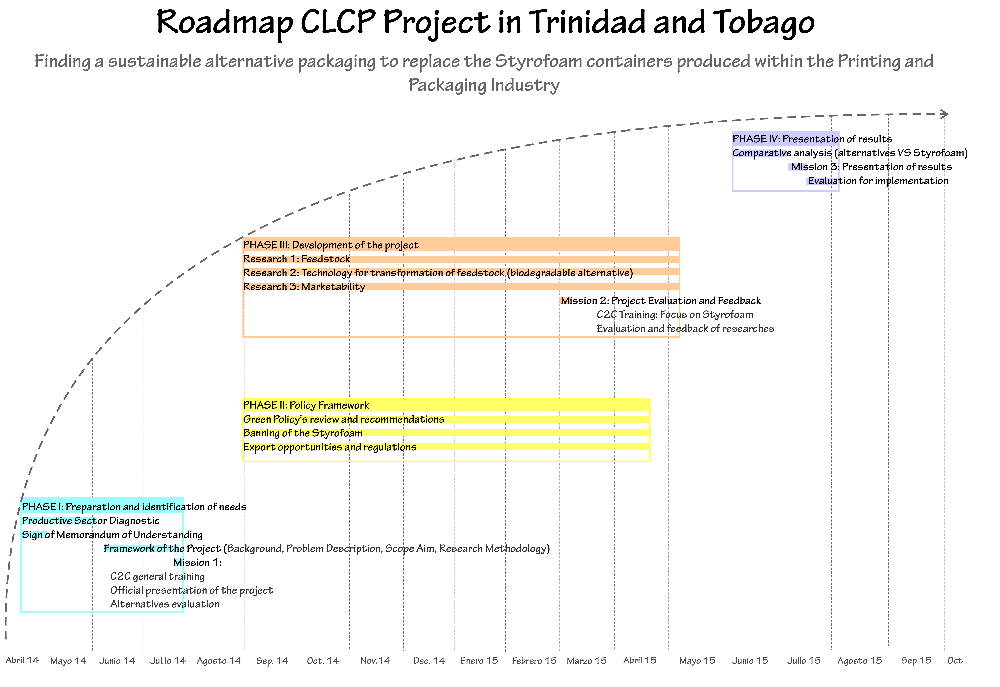 Roadmap CLCP Project in Trinidad and Tobago
Finding a sustainable alternative packaging to replace the Styrofoam containers produced within the Printing and
Packaging Industry
PHASE IV: Presentation of results
Comparative analysis (alternatives VS Styrofoam)
Mission 3: Presentation of results
Evaluation for implementation
PHASE III: Development of the project
Research 1: Feedstock
Research 2: Technology for transformation of feedstock (biodegradable alternative)
Research 3: Marketability
Mission 2: Project Evaluation and Feedback
C2C Training: Focus on Styrofoam
Evaluation and feedback of researches
PHASE II: Policy Framework
Green Policy's review and recommendations
Banning of the Styrofoam
Export opportunities and regulations
PHASE I: Preparation and identification of needs
Productive Sector Diagnostic
Sign of Memorandum of Understanding
Framework of the Project (Background, Problem Description, Scope Aim, Research Methodology)
Mission 1:
C2C general training
Official presentation of the project
Alternatives evaluation
Abril 14 Mayo 14 Junio 14 JuLio 14 Agosto 14 Sep. 14 Oct. 14 Nov.14 Dec. 14 Enero 15 Febrero 15 Marzo 15 Abril 15 Mayo 15 Junio 15 Julio 15 Agosto 15 Sep 15 Oct